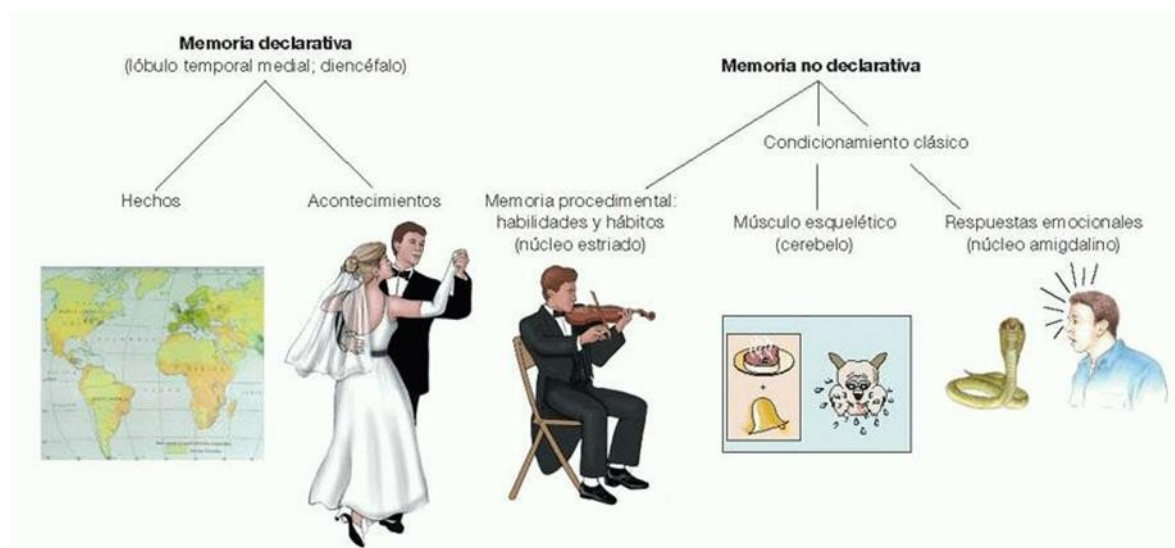 Memoria declarativa
(lóbulo temporal medial; diencéfalo)
Hechos
Acontecimientos
Memoria no declarativa
Condicionamiento clásico
Memoria procedimental:
habilidades y hábitos
(núcleo estriado)
Músculo esquelético
(cerebelo)
Respuestas emocionales
(núcleo amigdalino)
+